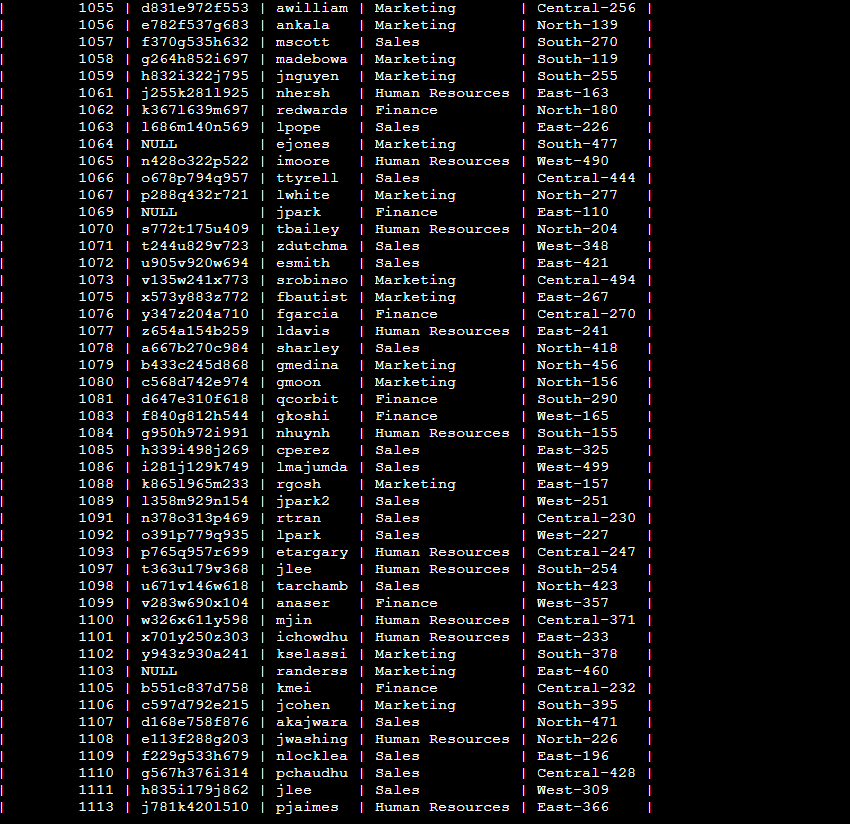 |        1055 | d831e972f553 | awilliam | Marketing       | Central-256 |
|        1056 | e782f537g683 | ankala   | Marketing       | North-139   |
|        1057 | f370g535h632 | mscott   | Sales           | South-270   |
|        1058 | g264h852i697 | madebowa | Marketing       | South-119   |
|        1059 | h832i322j795 | jnguyen  | Marketing       | South-255   |
|        1061 | j255k281l925 | nhersh   | Human Resources | East-163    |
|        1062 | k367l639m697 | redwards | Finance         | North-180   |
|        1063 | l686m140n569 | lpope    | Sales           | East-226    |
|        1064 | NULL         | ejones   | Marketing       | South-477   |
|        1065 | n428o322p522 | imoore   | Human Resources | West-490    |
|        1066 | o678p794q957 | ttyrell  | Sales           | Central-444 |
|        1067 | p288q432r721 | lwhite   | Marketing       | North-277   |
|        1069 | NULL         | jpark    | Finance         | East-110    |
|        1070 | s772t175u409 | tbailey  | Human Resources | North-204   |
|        1071 | t244u829v723 | zdutchma | Sales           | West-348    |
|        1072 | u905v920w694 | esmith   | Sales           | East-421    |
|        1073 | v135w241x773 | srobinso | Marketing       | Central-494 |
|        1075 | x573y883z772 | fbautist | Marketing       | East-267    |
|        1076 | y347z204a710 | fgarcia  | Finance         | Central-270 |
|        1077 | z654a154b259 | ldavis   | Human Resources | East-241    |
|        1078 | a667b270c984 | sharley  | Sales           | North-418   |
|        1079 | b433c245d868 | gmedina  | Marketing       | North-456   |
|        1080 | c568d742e974 | gmoon    | Marketing       | North-156   |
|        1081 | d647e310f618 | qcorbit  | Finance         | South-290   |
|        1083 | f840g812h544 | gkoshi   | Finance         | West-165    |
|        1084 | g950h972i991 | nhuynh   | Human Resources | South-155   |
|        1085 | h339i498j269 | cperez   | Sales           | East-325    |
|        1086 | i281j129k749 | lmajumda | Sales           | West-499    |
|        1088 | k865l965m233 | rgosh    | Marketing       | East-157    |
|        1089 | l358m929n154 | jpark2   | Sales           | West-251    |
|        1091 | n378o313p469 | rtran    | Sales           | Central-230 |
|        1092 | o391p779q935 | lpark    | Sales           | West-227    |
|        1093 | p765q957r699 | etargary | Human Resources | Central-247 |
|        1097 | t363u179v368 | jlee     | Human Resources | South-254   |
|        1098 | u671v146w618 | tarchamb | Sales           | North-423   |
|        1099 | v283w690x104 | anaser   | Finance         | West-357    |
|        1100 | w326x611y598 | mjin     | Human Resources | Central-371 |
|        1101 | x701y250z303 | ichowdhu | Human Resources | East-233    |
|        1102 | y943z930a241 | kselassi | Marketing       | South-378   |
|        1103 | NULL         | randerss | Marketing       | East-460    |
|        1105 | b551c837d758 | kmei     | Finance         | Central-232 |
|        1106 | c597d792e215 | jcohen   | Marketing       | South-395   |
|        1107 | d168e758f876 | akajwara | Sales           | North-471   |
|        1108 | e113f288g203 | jwashing | Human Resources | North-226   |
|        1109 | f229g533h679 | nlocklea | Sales           | East-196    |
|        1110 | g567h376i314 | pchaudhu | Sales           | Central-428 |
|        1111 | h835i179j862 | jlee     | Sales           | West-309    |
|        1113 | j781k420l510 | pjaimes  | Human Resources | East-366    |